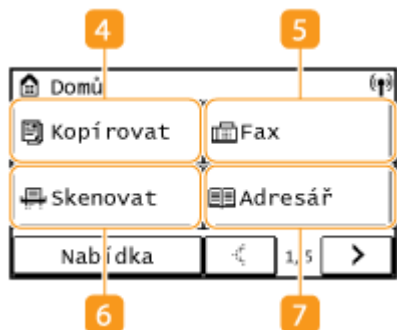 4 5
Domů
Kopírovat Fax
Skenovat Adresář
Nabídka 1/5
6 7